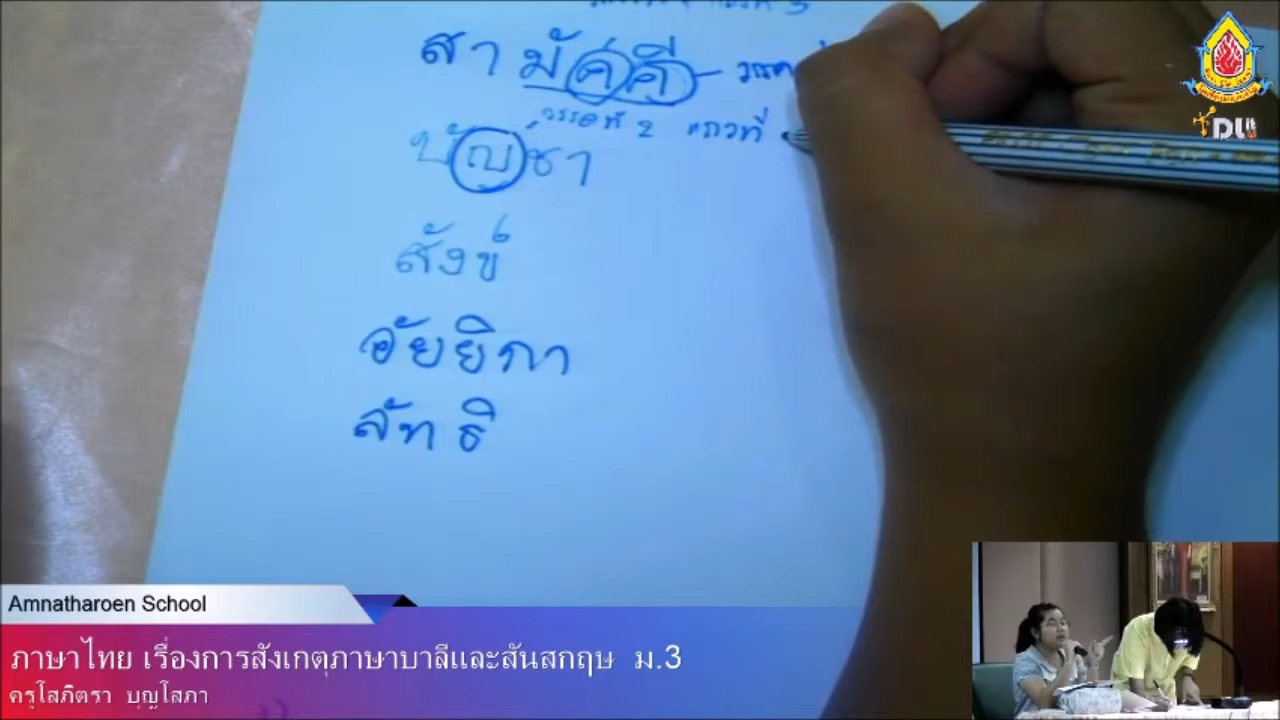 สามัคคี
วรรคที่ 2 แถวที่
บัญชา
สังข์
อัยยิกา
ลัทธิ
DL
Amnatharoen School
ภาษาไทย เรื่องการสังเกตุภาษาบาลีและสันสกฤษ ม.3
ครูโสภิตรา บุญโสภา